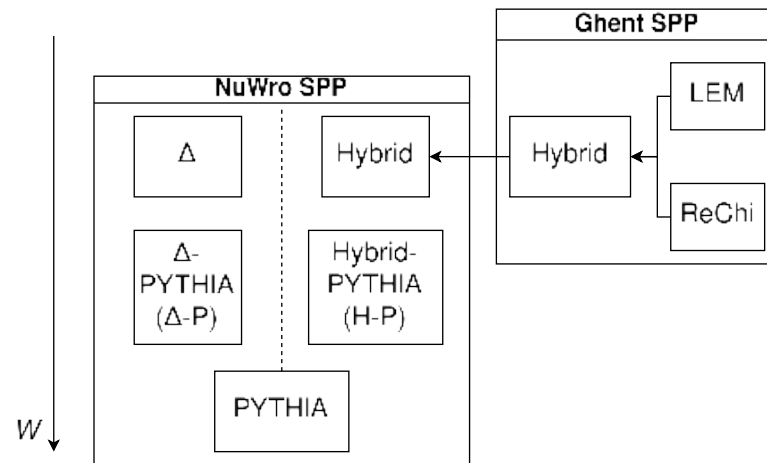 Ghent SPP
NuWro SPP
LEM
Δ
Hybrid
Hybrid
ReChi
Δ-
PYTHIA
(Δ-P)
Hybrid-
PYTHIA
(H-P)
PYTHIA
W